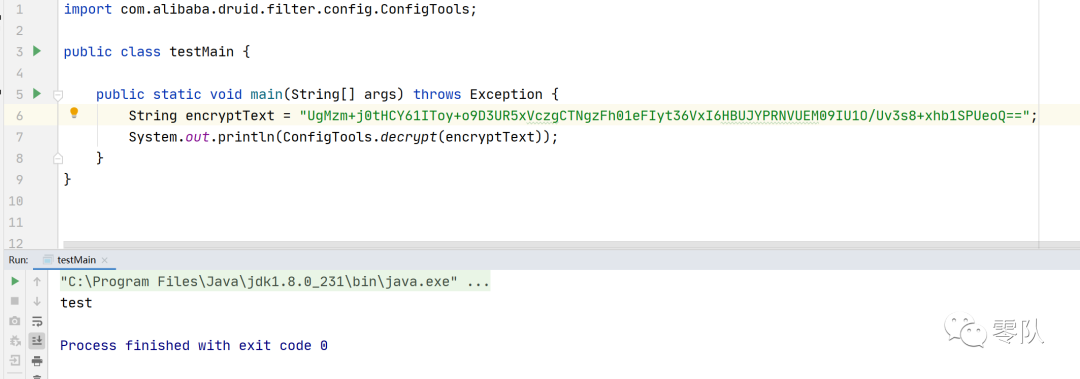 1 import com.alibaba.druid.filter.config.ConfigTools;
2
3 public class testMain {
4
5 public static void main(String[] args) throws Exception {
6 String encryptText = "UgMzm+j0tHCY61IToy+o9D3UR5xVczgCTNgzFh01eFIyt36VxI6HBUJYPRNVUEM09IU1O/Uv3s8+xhb1SPUeoQ==";
7 System.out.println(ConfigTools.decrypt(encryptText));
8 }
9 }
10
11
12
Run: testMain ×
"C:\Program Files\Java\jdk1.8.0_231\bin\java.exe" ...
test
Process finished with exit code 0
零队